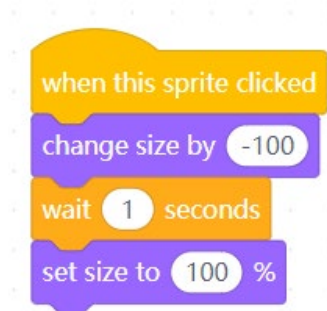 when this sprite clicked
change size by -100
wait 1 seconds
set size to 100 %